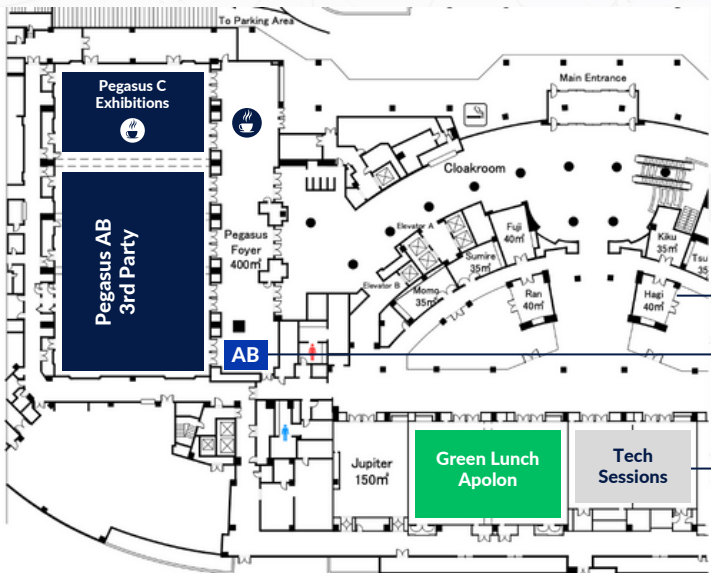 To Parking Area
Main Entrance
Pegasus C
Exhibitions
Cloakroom
Pegasus AB
3rd Party
Pegasus
Foyer
400㎡
Elevator A
Fuji
40㎡
Sumire
35㎡
Kiku
35㎡
Tsu
35
Elevator B
Momo
35㎡
Ran
40㎡
Hagi
40㎡
AB
Jupiter
150㎡
Green Lunch
Apolon
Tech
Sessions